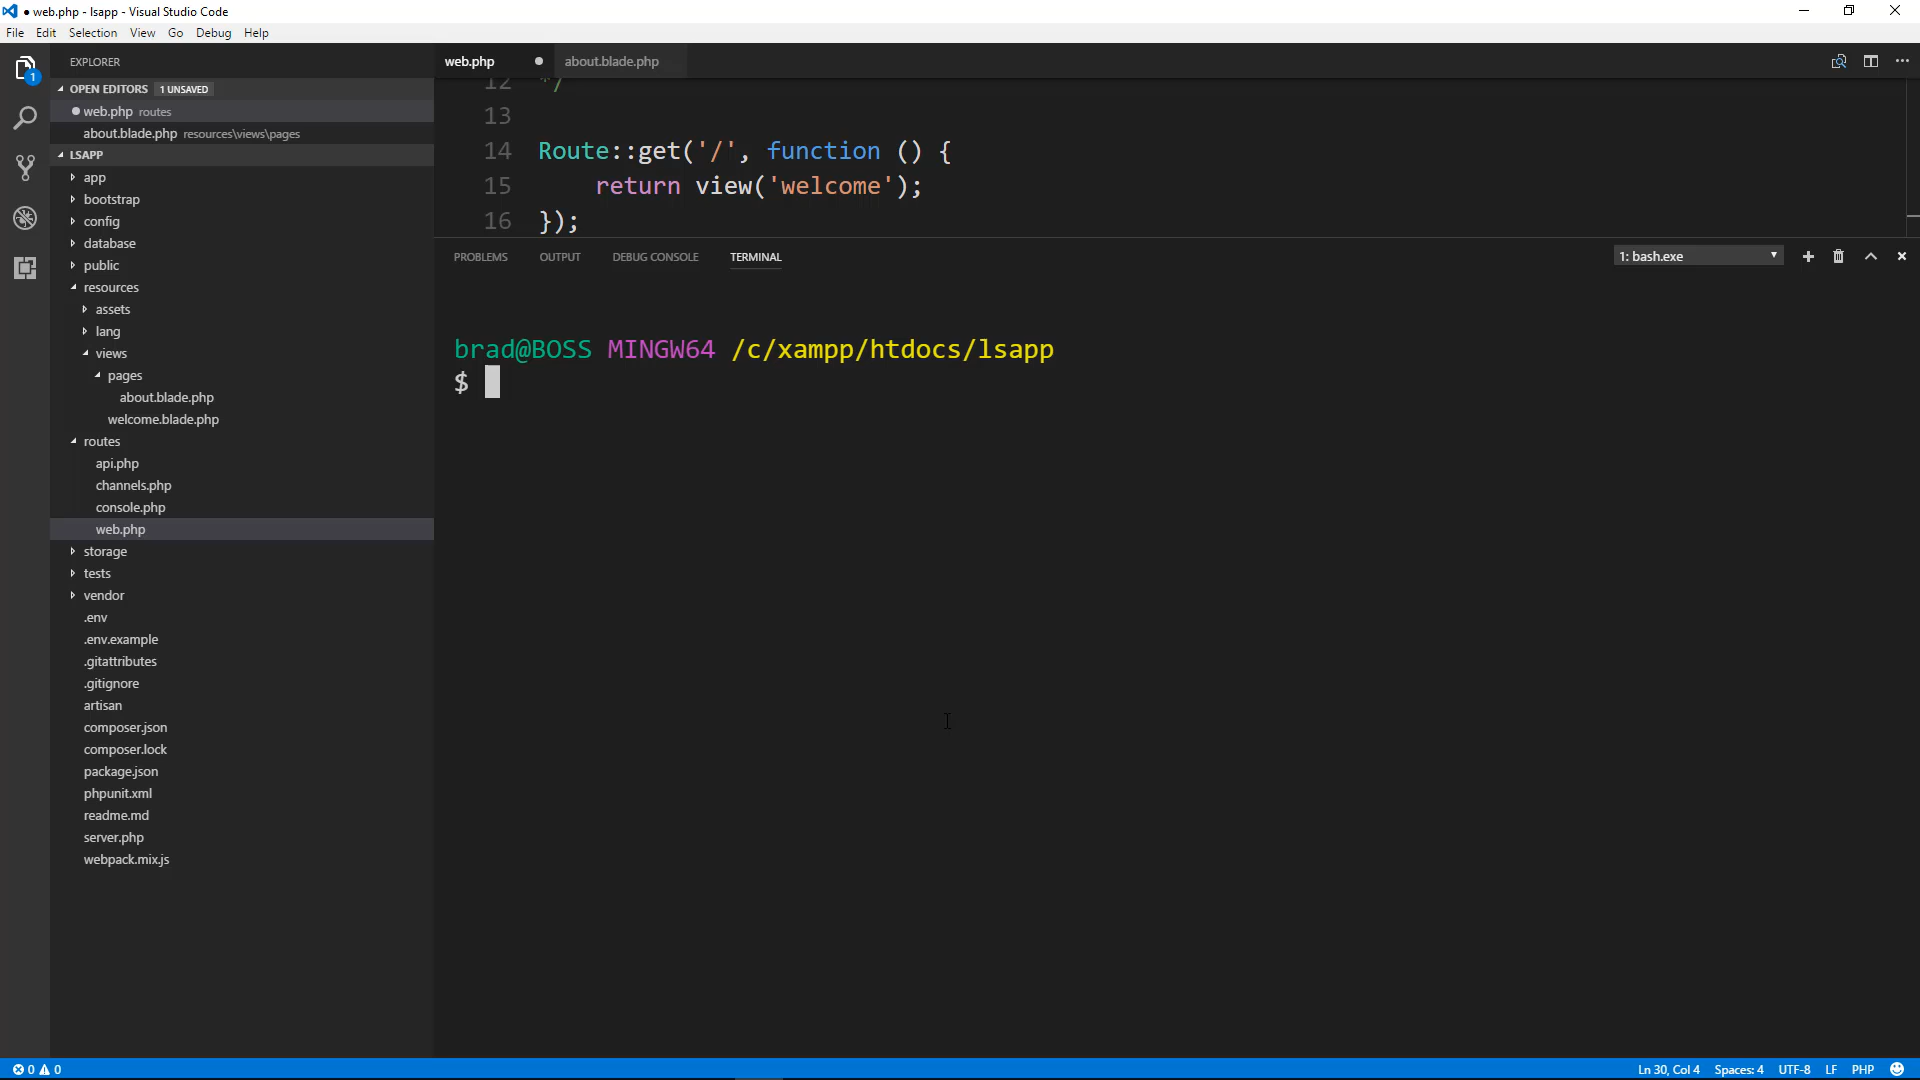 ● web.php - lsapp - Visual Studio Code
File Edit Selection View Go Debug Help
EXPLORER
OPEN EDITORS 1 UNSAVED
web.php routes
about.blade.php resources\views\pages
LSAPP
app
bootstrap
config
database
public
resources
assets
lang
views
pages
about.blade.php
welcome.blade.php
routes
api.php
channels.php
console.php
web.php
storage
tests
vendor
.env
.env.example
.gitattributes
.gitignore
artisan
composer.json
composer.lock
package.json
phpunit.xml
readme.md
server.php
webpack.mix.js
1
web.php about.blade.php
12 */
13
14 Route::get('/', function () {
15     return view('welcome');
16 });
PROBLEMS OUTPUT DEBUG CONSOLE TERMINAL 1: bash.exe
brad@BOSS MINGW64 /c/xampp/htdocs/lsapp
$
0 0 Ln 30, Col 4 Spaces: 4 UTF-8 LF PHP